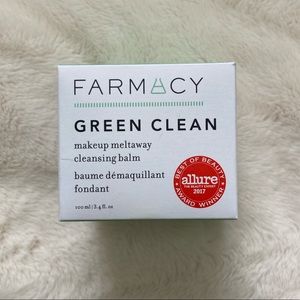 FARMACY
GREEN CLEAN
makeup meltaway
cleansing balm
baume démaquillant
fondant
100 ml | 3.4 fl. oz
BEST OF BEAUTY
allure
THE BEAUTY EXPERT
2017
AWARD WINNER